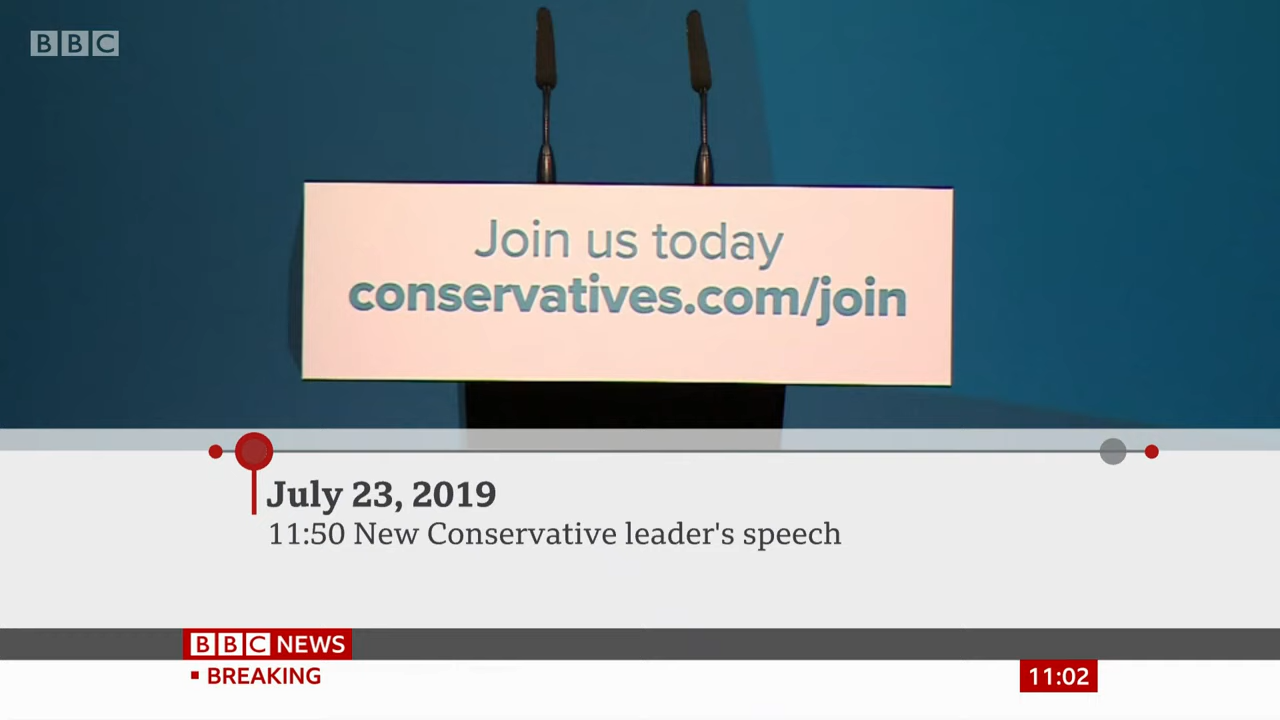 BBC
Join us today
conservatives.com/join
July 23, 2019
11:50 New Conservative leader's speech
BBC NEWS
BREAKING
11:02